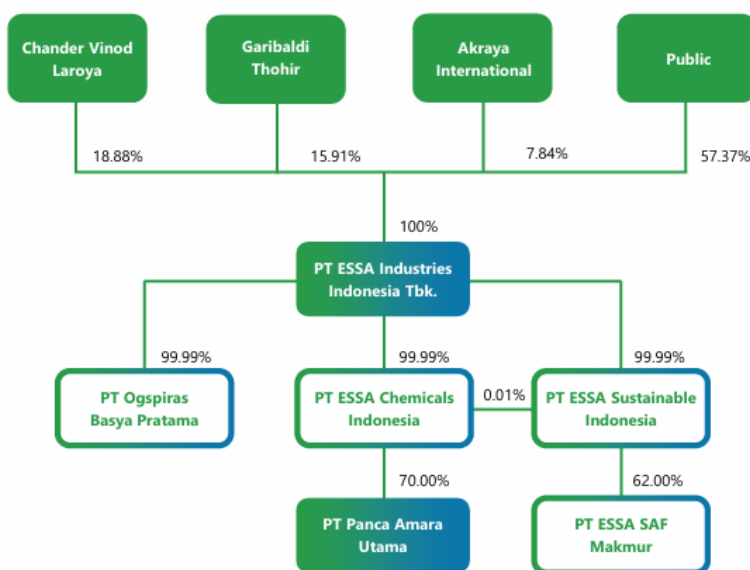 Chander Vinod
Laroya
Garibaldi
Thohir
Akraya
International
Public
18.88%
15.91%
7.84%
57.37%
100%
PT ESSA Industries
Indonesia Tbk.
99.99%
99.99%
99.99%
PT Ogspiras
Basya Pratama
PT ESSA Chemicals
Indonesia
0.01%
PT ESSA Sustainable
Indonesia
70.00%
62.00%
PT Panca Amara
Utama
PT ESSA SAF
Makmur